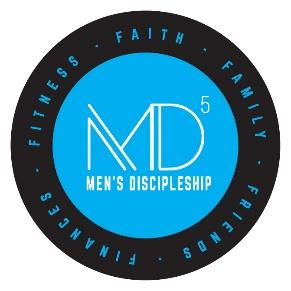 FITNESS · FAITH · FAMILY · FRIENDS · FINANCES ·
MD5
MEN'S DISCIPLESHIP